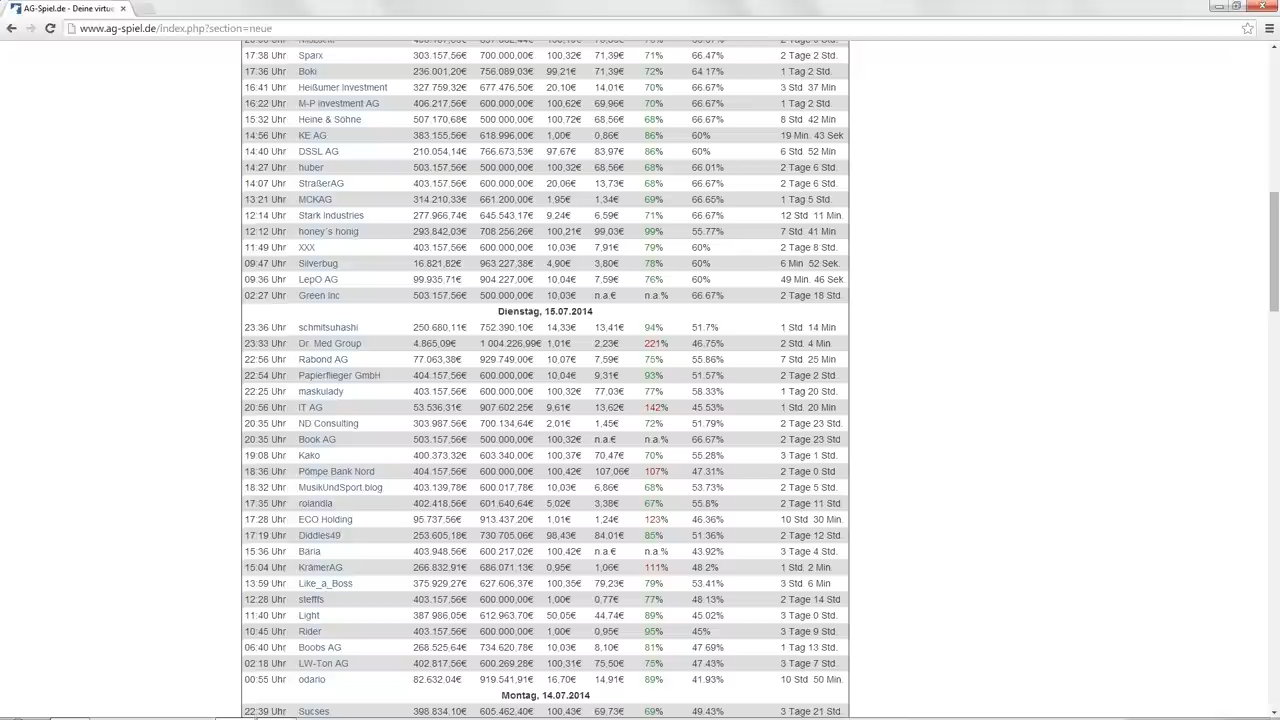 AG-Spiel.de - Deine virtue
www.ag-spiel.de/index.php?section=neue
17:38 Uhr Sparx 303.157,56€ 700.000,00€ 100,32€ 71,39€ 71% 66.47% 2 Tage 2 Std.
17:36 Uhr Boki 236.001,20€ 756.089,03€ 99,21€ 71,39€ 72% 64.17% 1 Tag 2 Std.
16:41 Uhr Heißumer Investment 327.759,32€ 677.476,50€ 20,10€ 14,01€ 70% 66.67% 3 Std. 37 Min
16:22 Uhr M-P Investment AG 406.217,56€ 600.000,00€ 100,62€ 69,96€ 70% 66.67% 1 Tag 2 Std.
15:32 Uhr Heine & Söhne 507.170,68€ 500.000,00€ 100,72€ 68,56€ 68% 66.67% 8 Std. 42 Min
14:56 Uhr KE AG 383.155,56€ 618.996,00€ 1,00€ 0,86€ 86% 60% 19 Min. 43 Sek
14:40 Uhr DSSL AG 210.054,14€ 766.673,53€ 97,67€ 83,97€ 86% 60% 6 Std. 52 Min
14:27 Uhr huber 503.157,56€ 500.000,00€ 100,32€ 68,56€ 68% 66.01% 2 Tage 6 Std.
14:07 Uhr StraßerAG 403.157,56€ 600.000,00€ 20,06€ 13,73€ 68% 66.67% 2 Tage 6 Std.
13:21 Uhr MCKAG 314.210,33€ 661.200,00€ 1,95€ 1,34€ 69% 66.65% 1 Tag 5 Std.
12:14 Uhr Stark Industries 277.966,74€ 645.543,17€ 9,24€ 6,59€ 71% 66.67% 12 Std. 11 Min.
12:12 Uhr honey´s honig 293.842,03€ 708.256,26€ 100,21€ 99,03€ 99% 55.77% 7 Std. 41 Min
11:49 Uhr XXX 403.157,56€ 600.000,00€ 10,03€ 7,91€ 79% 60% 2 Tage 8 Std.
09:47 Uhr Silverbug 16.821,82€ 963.227,38€ 4,90€ 3,80€ 78% 60% 6 Min. 52 Sek.
09:36 Uhr LepO AG 99.935,71€ 904.227,00€ 10,04€ 7,59€ 76% 60% 49 Min. 46 Sek
02:27 Uhr Green Inc 503.157,56€ 500.000,00€ 10,03€ n.a.€ n.a.% 66.67% 2 Tage 18 Std.
Dienstag, 15.07.2014
23:36 Uhr schmitsuhashi 250.680,11€ 752.390,10€ 14,33€ 13,41€ 94% 51.7% 1 Std. 14 Min
23:33 Uhr Dr. Med Group 4.865,09€ 1.004.226,99€ 1,01€ 2,23€ 221% 46.75% 2 Std. 4 Min.
22:56 Uhr Rabond AG 77.063,38€ 929.749,00€ 10,07€ 7,59€ 75% 55.86% 7 Std. 25 Min
22:54 Uhr Papierflieger GmbH 404.157,56€ 600.000,00€ 10,04€ 9,31€ 93% 51.57% 2 Tage 2 Std.
22:25 Uhr maskulady 403.157,56€ 600.000,00€ 100,32€ 77,03€ 77% 58.33% 1 Tag 20 Std.
20:56 Uhr IT AG 53.536,31€ 907.602,25€ 9,61€ 13,62€ 142% 45.53% 1 Std. 20 Min
20:35 Uhr ND Consulting 303.987,56€ 700.134,64€ 2,01€ 1,45€ 72% 51.79% 2 Tage 23 Std.
20:35 Uhr Book AG 503.157,56€ 500.000,00€ 100,32€ n.a.€ n.a.% 66.67% 2 Tage 23 Std
19:08 Uhr Kako 400.373,32€ 603.340,00€ 100,37€ 70,47€ 70% 55.28% 3 Tage 1 Std.
18:36 Uhr Pömpe Bank Nord 404.157,56€ 600.000,00€ 100,42€ 107,06€ 107% 47.31% 2 Tage 0 Std.
18:32 Uhr MusikUndSport.blog 403.139,78€ 600.017,78€ 10,03€ 6,86€ 68% 53.73% 2 Tage 5 Std.
17:35 Uhr rolandia 402.418,56€ 601.640,64€ 5,02€ 3,38€ 67% 55.8% 2 Tage 11 Std.
17:28 Uhr ECO Holding 95.737,56€ 913.437,20€ 1,01€ 1,24€ 123% 46.36% 10 Std. 30 Min.
17:19 Uhr Diddles49 253.605,18€ 730.705,06€ 98,43€ 84,01€ 85% 51.36% 2 Tage 12 Std.
15:36 Uhr Baria 403.948,56€ 600.217,02€ 100,42€ n.a.€ n.a.% 43.92% 3 Tage 4 Std.
15:04 Uhr KrämerAG 266.832,91€ 686.071,13€ 0,95€ 1,06€ 111% 48.2% 1 Std. 2 Min.
13:59 Uhr Like_a_Boss 375.929,27€ 627.606,37€ 100,35€ 79,23€ 79% 53.41% 3 Std. 6 Min
12:28 Uhr stefffs 403.157,56€ 600.000,00€ 1,00€ 0,77€ 77% 48.13% 2 Tage 14 Std
11:40 Uhr Light 387.986,05€ 612.963,70€ 50,05€ 44,74€ 89% 45.02% 3 Tage 0 Std.
10:45 Uhr Rider 403.157,56€ 600.000,00€ 1,00€ 0,95€ 95% 45% 3 Tage 9 Std.
06:40 Uhr Boobs AG 268.525,64€ 734.620,78€ 10,03€ 8,10€ 81% 47.69% 1 Tag 13 Std.
02:18 Uhr LW-Ton AG 402.817,56€ 600.269,28€ 100,31€ 75,50€ 75% 47.43% 3 Tage 7 Std.
00:55 Uhr odario 82.632,04€ 919.541,91€ 16,70€ 14,91€ 89% 41.93% 10 Std. 50 Min.
Montag, 14.07.2014
22:39 Uhr Sucses 398.834,10€ 605.462,40€ 100,43€ 69,73€ 69% 49.43% 3 Tage 21 Std.